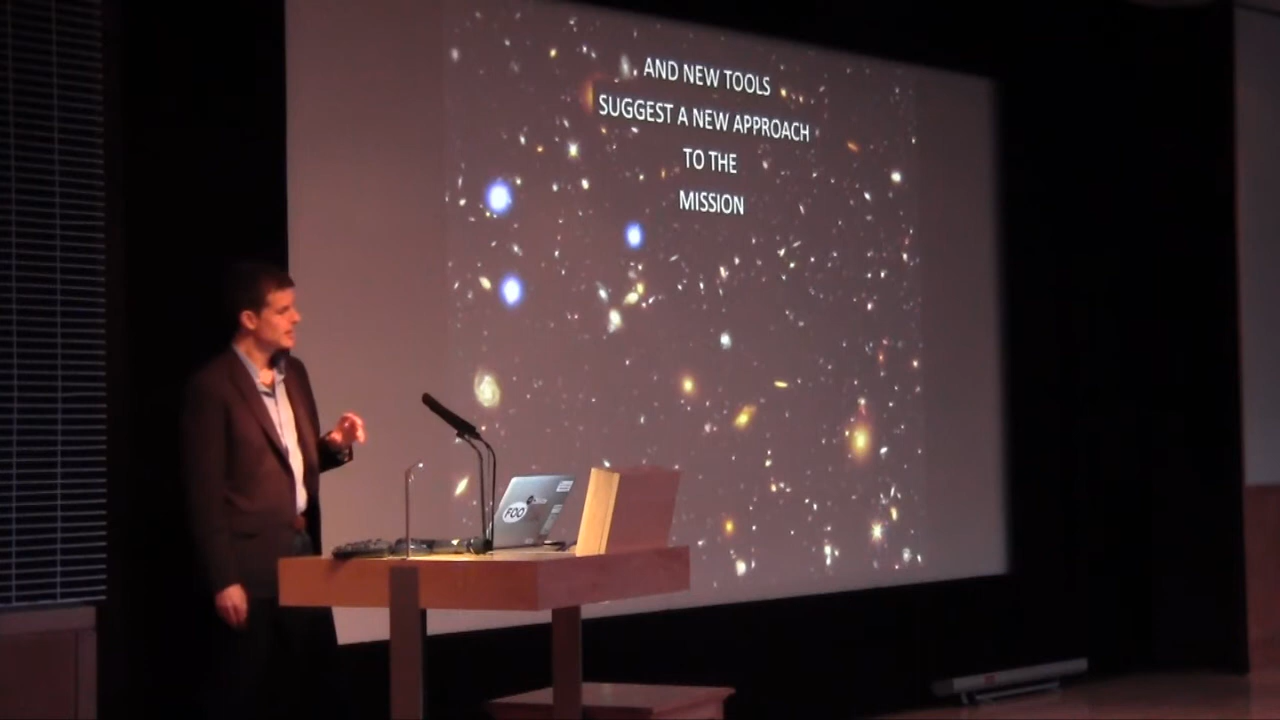 AND NEW TOOLS
SUGGEST A NEW APPROACH
TO THE
MISSION
FOO